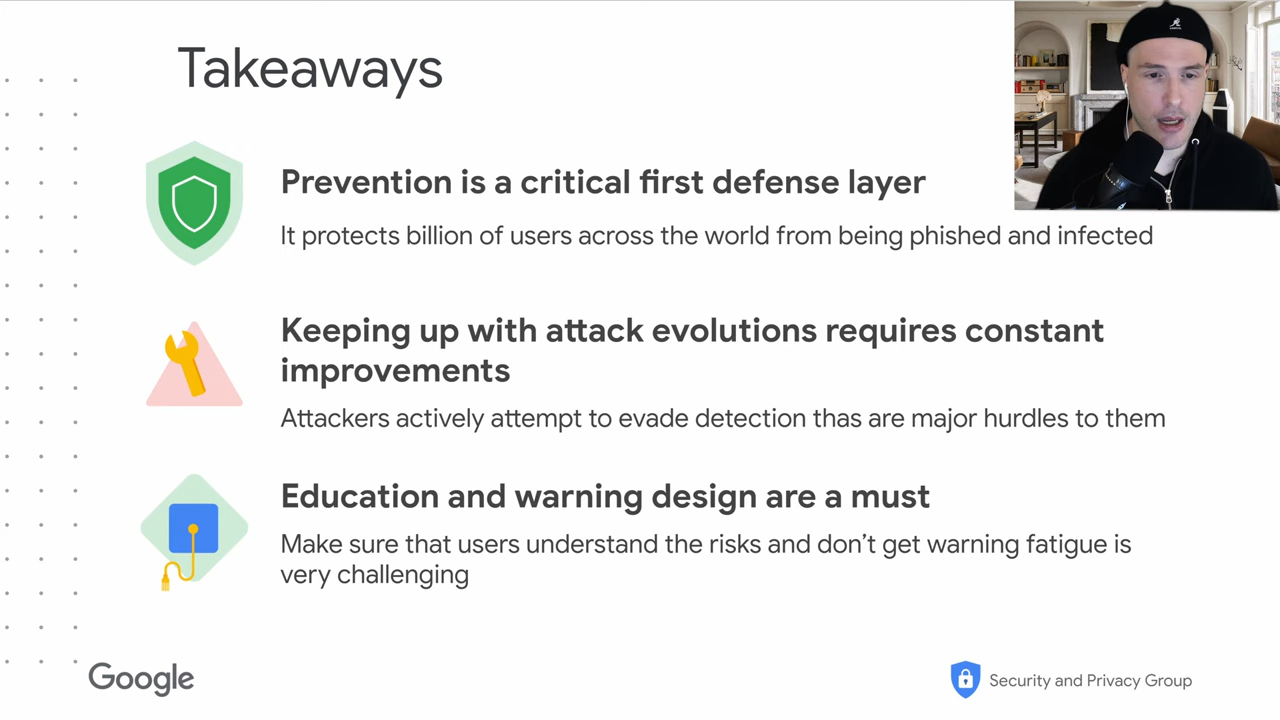 Takeaways
Prevention is a critical first defense layer
It protects billion of users across the world from being phished and infected
Keeping up with attack evolutions requires constant
improvements
Attackers actively attempt to evade detection thas are major hurdles to them
Education and warning design are a must
Make sure that users understand the risks and don’t get warning fatigue is
very challenging
Google
Security and Privacy Group